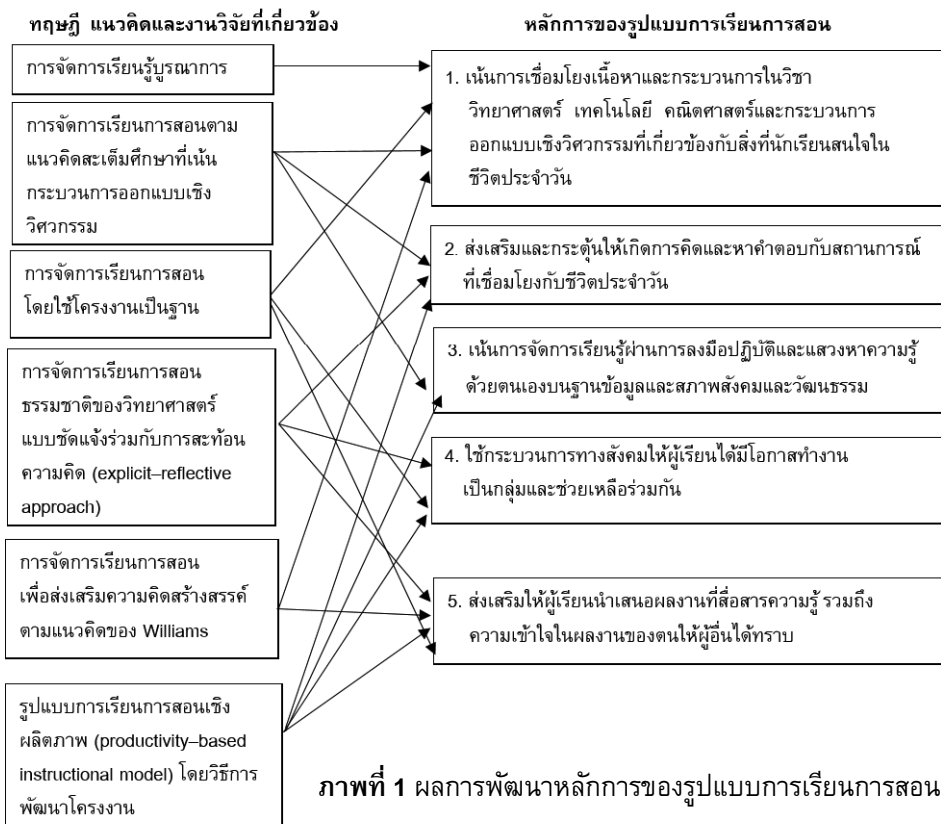 ทฤษฎี แนวคิดและงานวิจัยที่เกี่ยวข้อง
การจัดการเรียนรู้บูรณาการ
การจัดการเรียนการสอนตาม
แนวคิดสะเต็มศึกษาที่เน้น
กระบวนการออกแบบเชิง
วิศวกรรม
การจัดการเรียนการสอน
โดยใช้โครงงานเป็นฐาน
การจัดการเรียนการสอน
ธรรมชาติของวิทยาศาสตร์
แบบชัดแจ้งร่วมกับการสะท้อน
ความคิด (explicit–reflective
approach)
การจัดการเรียนการสอน
เพื่อส่งเสริมความคิดสร้างสรรค์
ตามแนวคิดของ Williams
รูปแบบการเรียนการสอนเชิง
ผลิตภาพ (productivity–based
instructional model) โดยวิธีการ
พัฒนาโครงงาน
หลักการของรูปแบบการเรียนการสอน
1. เน้นการเชื่อมโยงเนื้อหาและกระบวนการในวิชา
วิทยาศาสตร์ เทคโนโลยี คณิตศาสตร์และกระบวนการ
ออกแบบเชิงวิศวกรรมที่เกี่ยวข้องกับสิ่งที่นักเรียนสนใจใน
ชีวิตประจำวัน
2. ส่งเสริมและกระตุ้นให้เกิดการคิดและหาคำตอบกับสถานการณ์
ที่เชื่อมโยงกับชีวิตประจำวัน
3. เน้นการจัดการเรียนรู้ผ่านการลงมือปฏิบัติและแสวงหาความรู้
ด้วยตนเองบนฐานข้อมูลและสภาพสังคมและวัฒนธรรม
4. ใช้กระบวนการทางสังคมให้ผู้เรียนได้มีโอกาสทำงาน
เป็นกลุ่มและช่วยเหลือร่วมกัน
5. ส่งเสริมให้ผู้เรียนนำเสนอผลงานที่สื่อสารความรู้ รวมถึง
ความเข้าใจในผลงานของตนให้ผู้อื่นได้ทราบ
ภาพที่ 1 ผลการพัฒนาหลักการของรูปแบบการเรียนการสอน